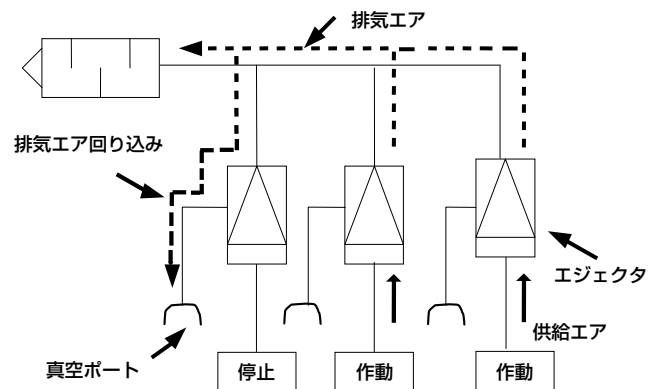 排気エア
排気エア回り込み
エジェクタ
供給エア
真空ポート
停止
作動
作動